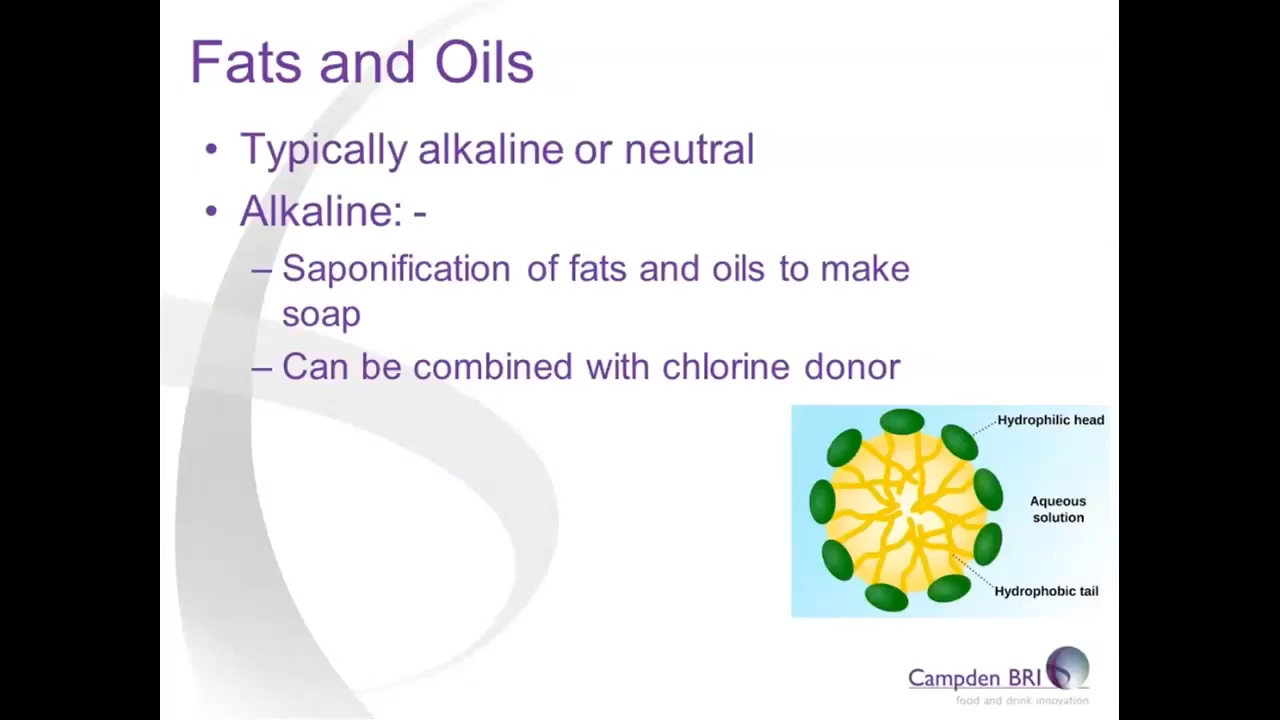 Fats and Oils
• Typically alkaline or neutral
• Alkaline: -
– Saponification of fats and oils to make
soap
– Can be combined with chlorine donor
Hydrophilic head
Aqueous
solution
Hydrophobic tail
Campden BRI
food and drink innovation